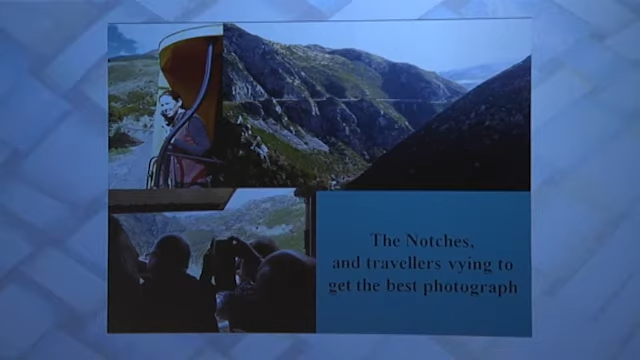 The Notches,
and travellers vying to
get the best photograph